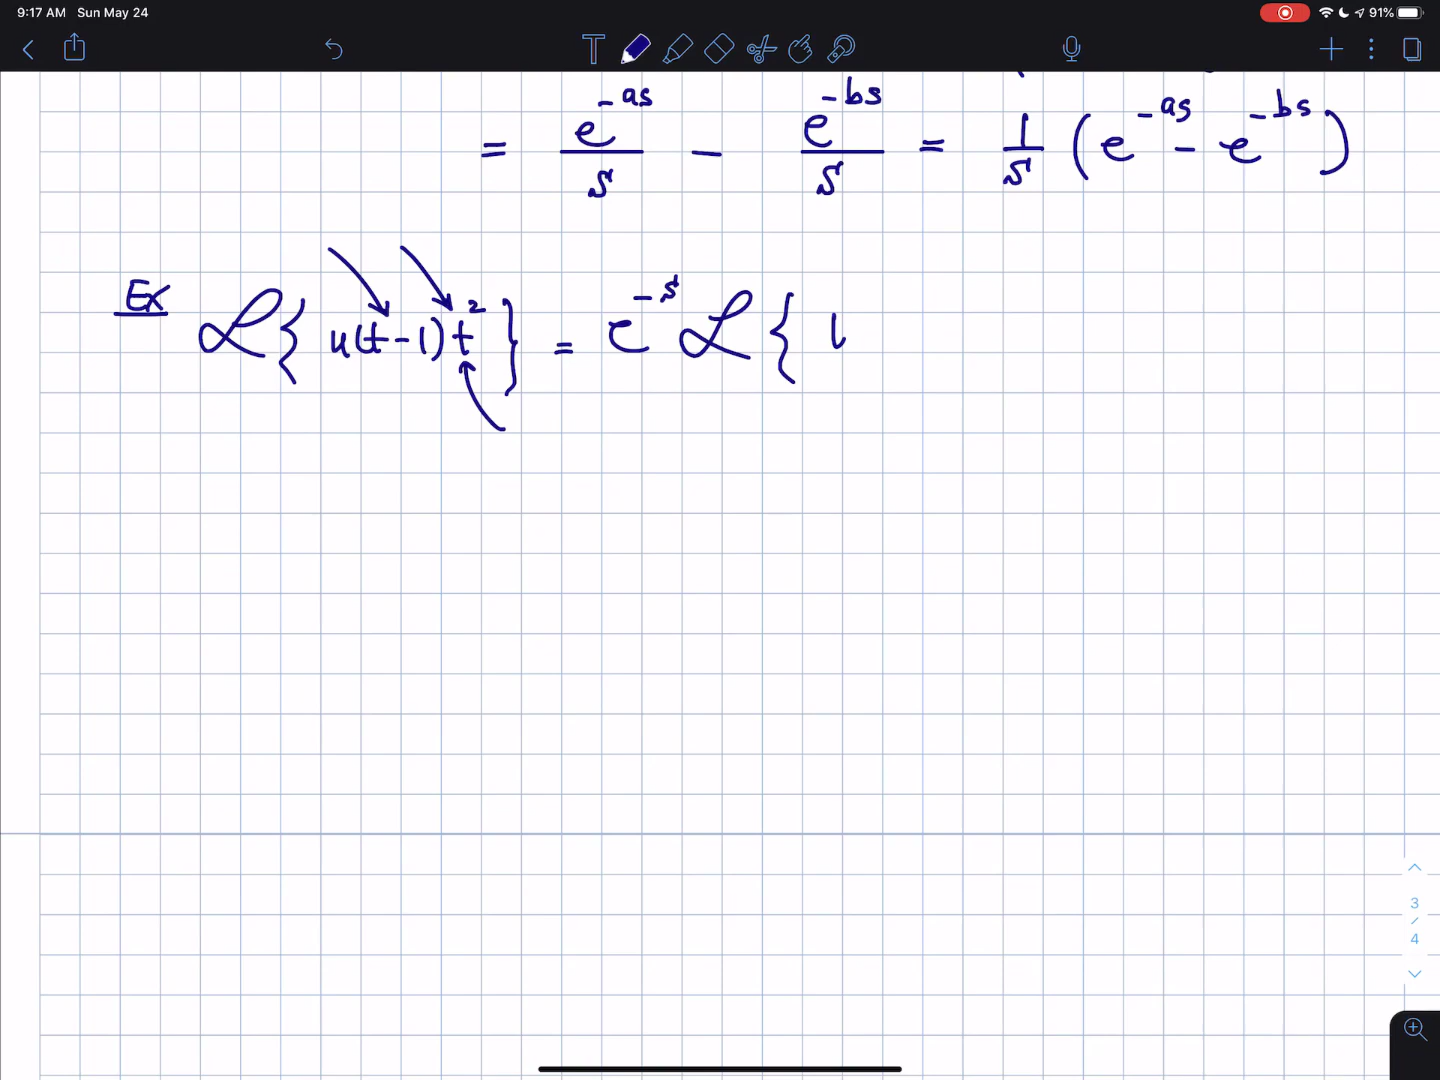 9:17 AM Sun May 24 91%
= e^{-as}/s - e^{-bs}/s = 1/s (e^{-as} - e^{-bs})
Ex ℒ{ u(t-1) t² } = e^{-s} ℒ {
3
/
4